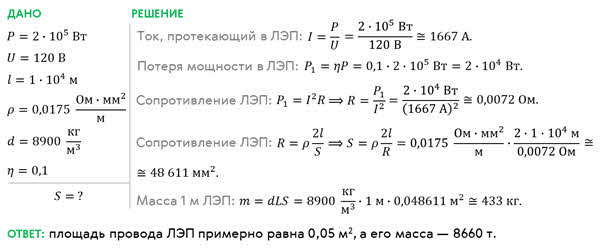 ДАНО
P = 2 · 10⁵ Вт
U = 120 В
l = 1 · 10⁴ м
ρ = 0,0175 Ом · мм²/м
d = 8900 кг/м³
η = 0,1
S = ?
РЕШЕНИЕ
Ток, протекающий в ЛЭП: I = P/U = 2 · 10⁵ Вт/120 В ≅ 1667 А.
Потеря мощности в ЛЭП: P₁ = ηP = 0,1 · 2 · 10⁵ Вт = 2 · 10⁴ Вт.
Сопротивление ЛЭП: P₁ = I²R ⟹ R = P₁/I² = 2 · 10⁴ Вт/(1667 А)² ≅ 0,0072 Ом.
Сопротивление ЛЭП: R = ρ 2l/S ⟹ S = ρ 2l/R = 0,0175 Ом · мм²/м · 2 · 1 · 10⁴ м/0,0072 Ом ≅
≅ 48 611 мм².
Масса 1 м ЛЭП: m = dLS = 8900 кг/м³ · 1 м · 0,048611 м² ≅ 433 кг.
ОТВЕТ: площадь провода ЛЭП примерно равна 0,05 м², а его масса — 8660 т.